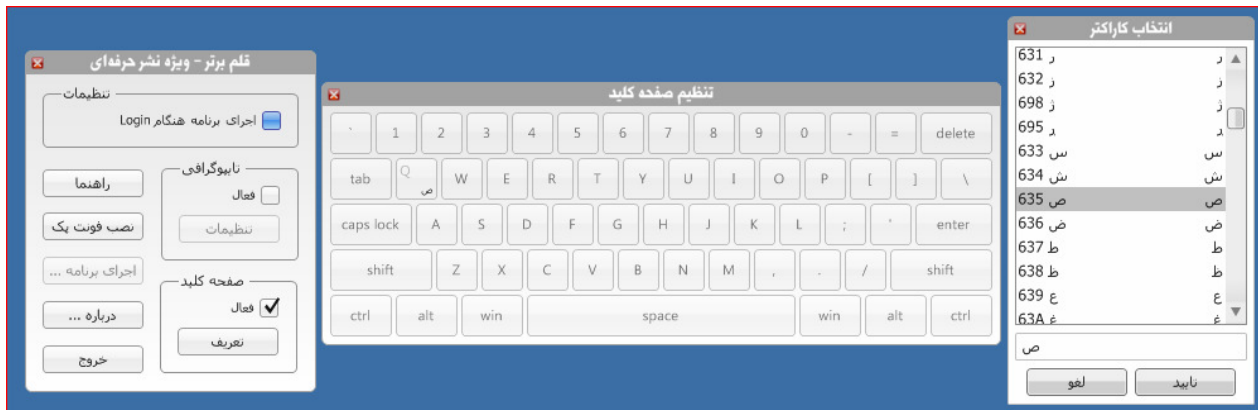 قلم برتر - ویژه نشر حرفه‌ای
تنظیمات
اجرای برنامه هنگام Login
تایپوگرافی
فعال
تنظیمات
صفحه کلید
فعال
تعریف
راهنما
نصب فونت پک
اجرای برنامه ...
درباره ...
خروج
تنظیم صفحه کلید
` 1 2 3 4 5 6 7 8 9 0 - = delete
tab Q ص W E R T Y U I O P [ ] \
caps lock A S D F G H J K L ; ' enter
shift Z X C V B N M , . / shift
ctrl alt win space win alt ctrl
انتخاب کاراکتر
631 ر ر
632 ز ز
698 ژ ژ
695 ڕ ڕ
633 س س
634 ش ش
635 ص ص
636 ض ض
637 ط ط
638 ظ ظ
639 ع ع
63A غ غ
ص
لغو تایید